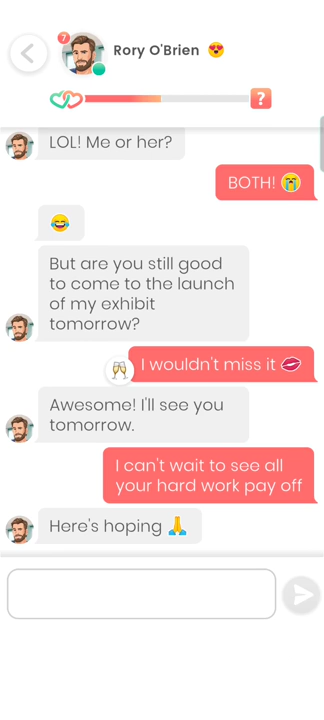 7
Rory O'Brien 😍
?
LOL! Me or her?
BOTH! 😭
😂
But are you still good
to come to the launch
of my exhibit
tomorrow?
I wouldn't miss it 💋
🥂
Awesome! I'll see you
tomorrow.
I can't wait to see all
your hard work pay off
Here's hoping 🙏